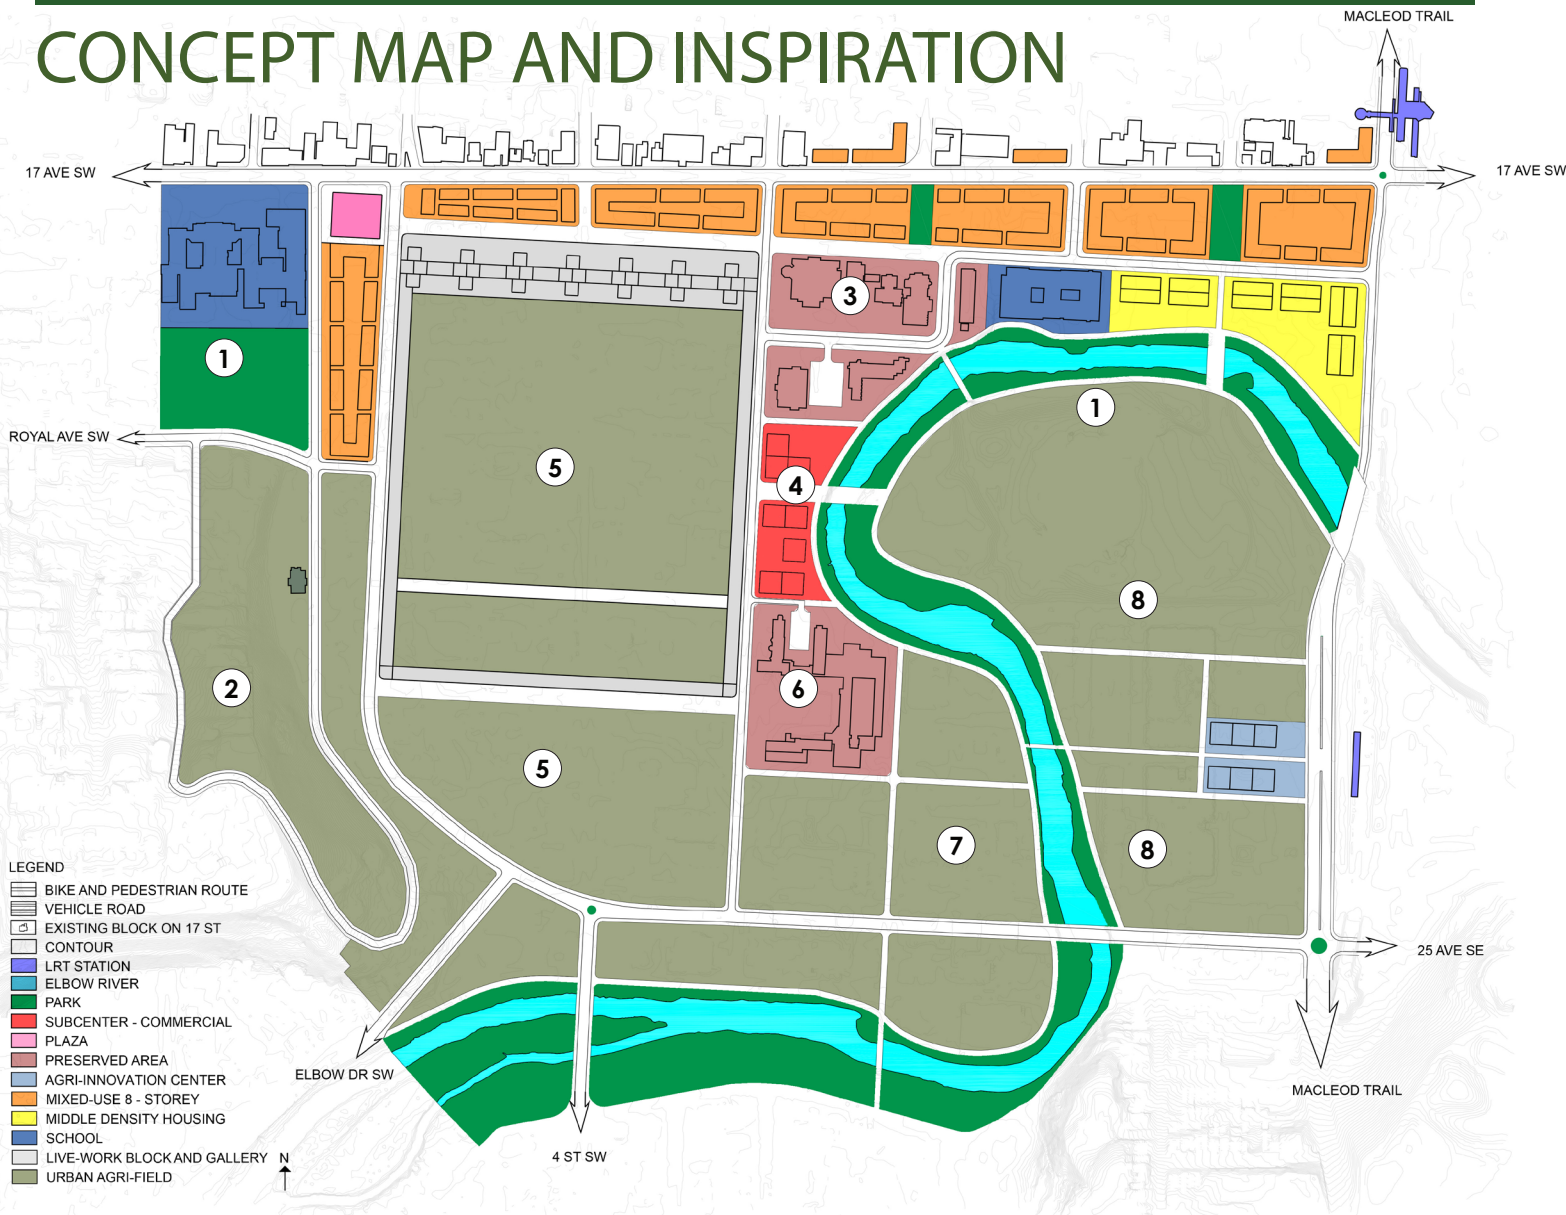 CONCEPT MAP AND INSPIRATION
MACLEOD TRAIL
17 AVE SW
17 AVE SW
3
1
1
ROYAL AVE SW
5
4
8
2
6
5
7
8
LEGEND
BIKE AND PEDESTRIAN ROUTE
VEHICLE ROAD
EXISTING BLOCK ON 17 ST
CONTOUR
LRT STATION
ELBOW RIVER
PARK
SUBCENTER - COMMERCIAL
PLAZA
PRESERVED AREA
AGRI-INNOVATION CENTER
MIXED-USE 8 - STOREY
MIDDLE DENSITY HOUSING
SCHOOL
LIVE-WORK BLOCK AND GALLERY
URBAN AGRI-FIELD
N
25 AVE SE
ELBOW DR SW
MACLEOD TRAIL
4 ST SW